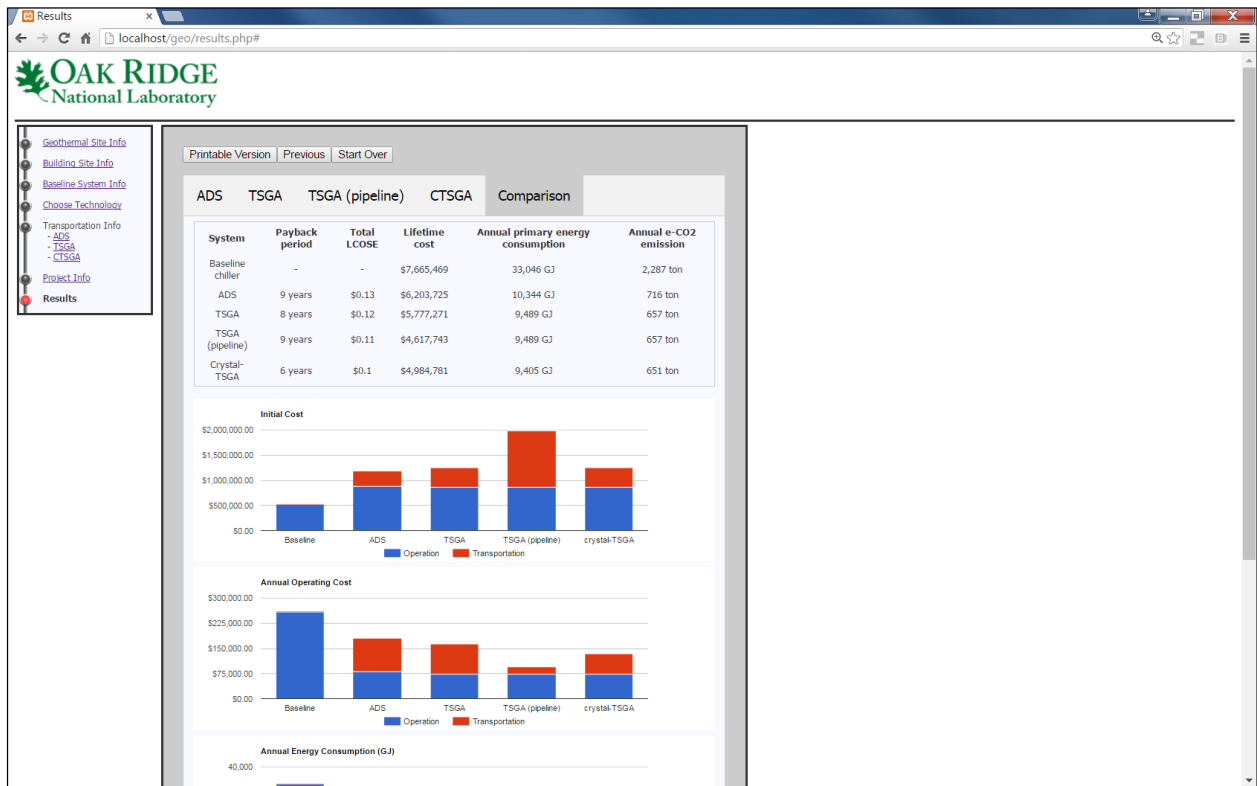 Results
localhost/geo/results.php#
OAK RIDGE
National Laboratory
Geothermal Site Info
Building Site Info
Baseline System Info
Choose Technology
Transportation Info
- ADS
- TSGA
- CTSGA
Project Info
Results
Printable Version Previous Start Over
ADS TSGA TSGA (pipeline) CTSGA Comparison
System Payback period Total LCOSE Lifetime cost Annual primary energy consumption Annual e-CO2 emission
Baseline chiller - - $7,665,469 33,046 GJ 2,287 ton
ADS 9 years $0.13 $6,203,725 10,344 GJ 716 ton
TSGA 8 years $0.12 $5,777,271 9,489 GJ 657 ton
TSGA (pipeline) 9 years $0.11 $4,617,743 9,489 GJ 657 ton
Crystal-TSGA 6 years $0.1 $4,984,781 9,405 GJ 651 ton
Initial Cost
$2,000,000.00
$1,500,000.00
$1,000,000.00
$500,000.00
$0.00
Baseline ADS TSGA TSGA (pipeline) crystal-TSGA
Operation Transportation
Annual Operating Cost
$300,000.00
$225,000.00
$150,000.00
$75,000.00
$0.00
Baseline ADS TSGA TSGA (pipeline) crystal-TSGA
Operation Transportation
Annual Energy Consumption (GJ)
40,000